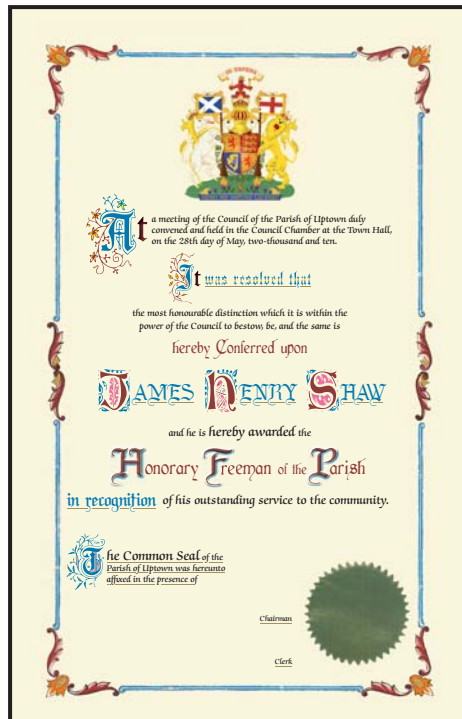 IN DEFENS
At a meeting of the Council of the Parish of Uptown duly
convened and held in the Council Chamber at the Town Hall,
on the 28th day of May, two-thousand and ten.
It was resolved that
the most honourable distinction which it is within the
power of the Council to bestow, be, and the same is
hereby Conferred upon
JAMES HENRY SHAW
and he is hereby awarded the
Honorary Freeman of the Parish
in recognition of his outstanding service to the community.
The Common Seal of the
Parish of Uptown was hereunto
affixed in the presence of
Chairman
Clerk